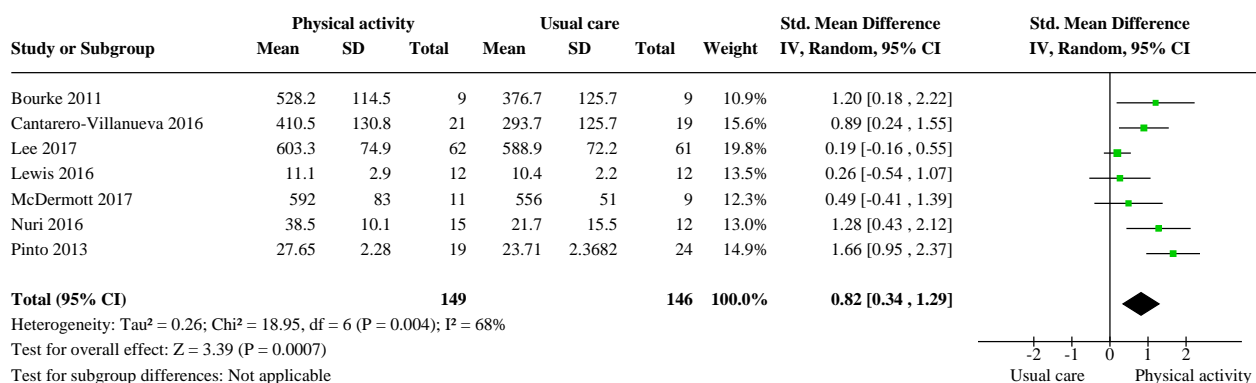 Physical activity Usual care Std. Mean Difference Std. Mean Difference
Study or Subgroup Mean SD Total Mean SD Total Weight IV, Random, 95% CI IV, Random, 95% CI
Bourke 2011 528.2 114.5 9 376.7 125.7 9 10.9% 1.20 [0.18 , 2.22]
Cantarero-Villanueva 2016 410.5 130.8 21 293.7 125.7 19 15.6% 0.89 [0.24 , 1.55]
Lee 2017 603.3 74.9 62 588.9 72.2 61 19.8% 0.19 [-0.16 , 0.55]
Lewis 2016 11.1 2.9 12 10.4 2.2 12 13.5% 0.26 [-0.54 , 1.07]
McDermott 2017 592 83 11 556 51 9 10.9% 0.49 [-0.41 , 1.39]
Nuri 2016 38.5 10.1 15 21.7 15.5 12 13.0% 1.28 [0.43 , 2.12]
Pinto 2013 27.65 2.28 19 23.71 2.3682 24 14.9% 1.66 [0.95 , 2.37]
Total (95% CI) 149 146 100.0% 0.82 [0.34 , 1.29]
Heterogeneity: Tau² = 0.26; Chi² = 18.95, df = 6 (P = 0.004); I² = 68%
Test for overall effect: Z = 3.39 (P = 0.0007)
Test for subgroup differences: Not applicable
-2 -1 0 1 2
Usual care Physical activity